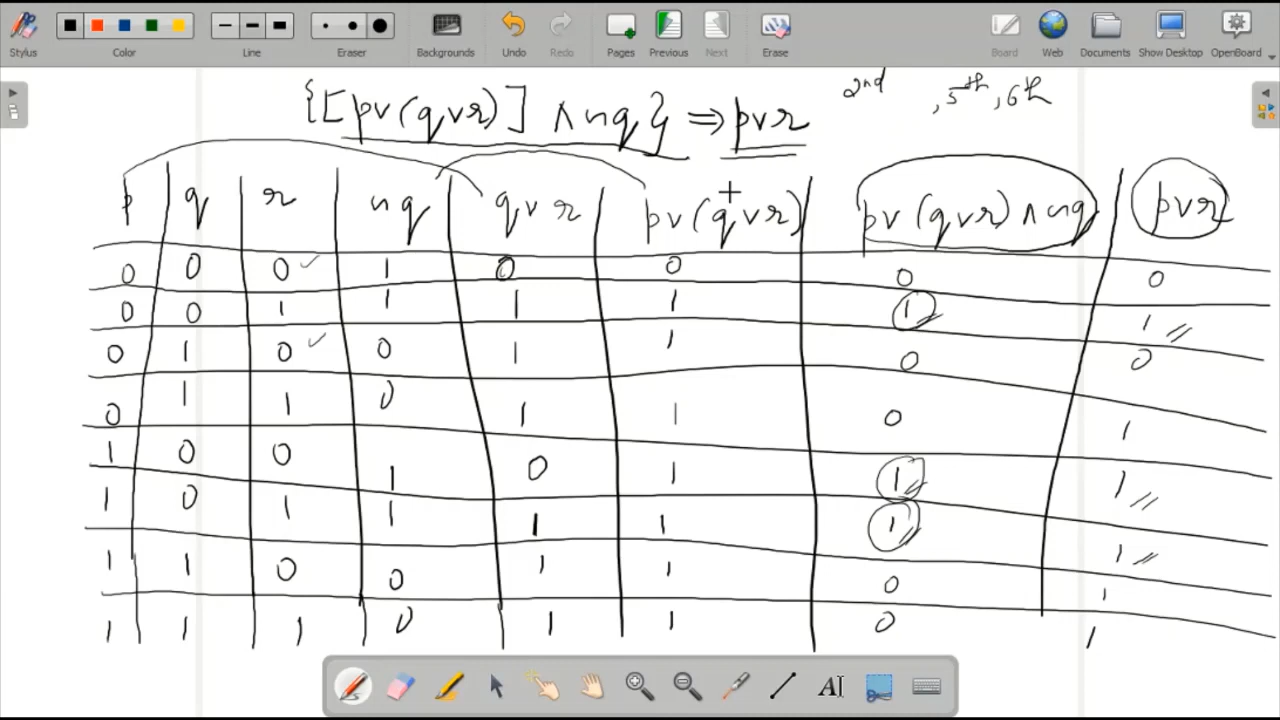 Stylus Color Line Eraser Backgrounds Undo Redo Pages Previous Next Erase Board Web Documents Show Desktop OpenBoard
{[p∨(q∨r)] ∧ ~q} ⇒ p∨r 2nd, 5th, 6th
p q r ~q q∨r p∨(q∨r) p∨(q∨r)∧~q p∨r
0 0 0 ✓ 1 0 0 0 0
0 0 1 1 1 1 1 1
0 1 0 ✓ 0 1 1 0 0
0 1 1 0 1 1 0 1
1 0 0 1 0 1 1 1
1 0 1 1 1 1 1 1
1 1 0 0 1 1 0 1
1 1 1 0 1 1 0 1
AI